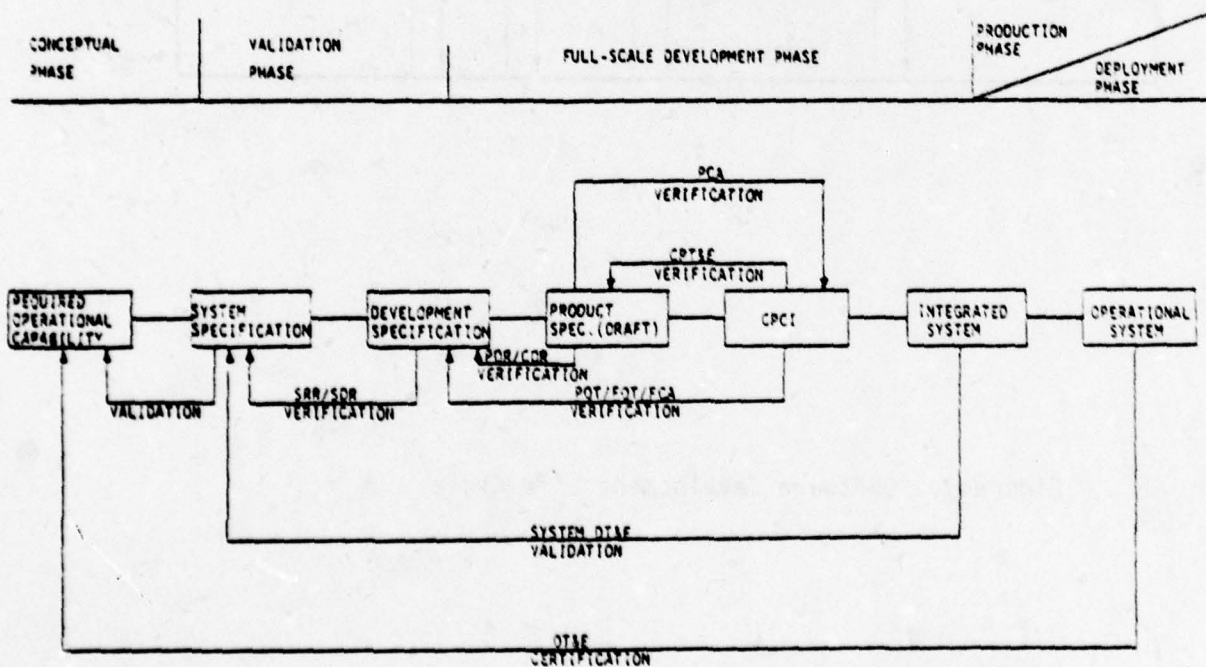 CONCEPTUAL
PHASE
VALIDATION
PHASE
FULL-SCALE DEVELOPMENT PHASE
PRODUCTION
PHASE
DEPLOYMENT
PHASE
PCA
VERIFICATION
CPT&E
VERIFICATION
REQUIRED
OPERATIONAL
CAPABILITY
SYSTEM
SPECIFICATION
DEVELOPMENT
SPECIFICATION
PRODUCT
SPEC.(DRAFT)
CPCI
INTEGRATED
SYSTEM
OPERATIONAL
SYSTEM
PDR/CDR
VERIFICATION
VALIDATION
SRR/SDR
VERIFICATION
PQT/FQT/FCA
VERIFICATION
SYSTEM DT&E
VALIDATION
OT&E
CERTIFICATION